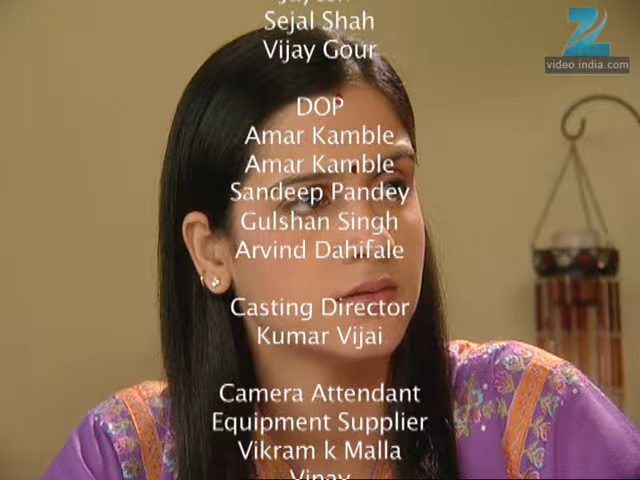 Sejal Shah
Vijay Gour
video.india.com
DOP
Amar Kamble
Amar Kamble
Sandeep Pandey
Gulshan Singh
Arvind Dahifale
Casting Director
Kumar Vijai
Camera Attendant
Equipment Supplier
Vikram k Malla
Vinay